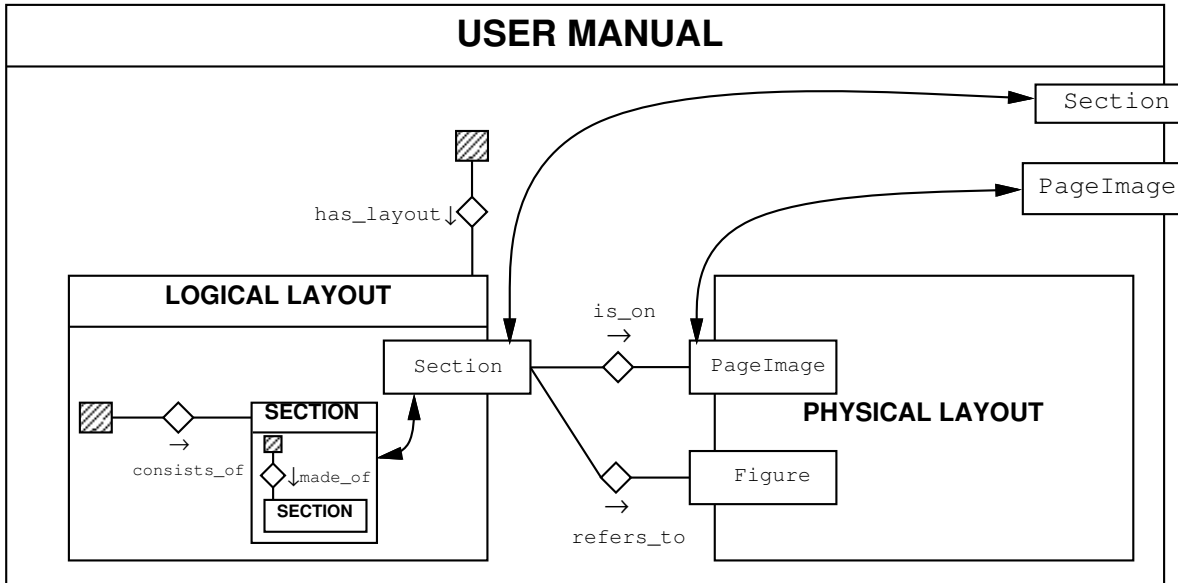 USER MANUAL
Section
PageImage
has_layout↓
LOGICAL LAYOUT
is_on
→
Section
PageImage
SECTION
PHYSICAL LAYOUT
→
consists_of
↓made_of
SECTION
Figure
→
refers_to